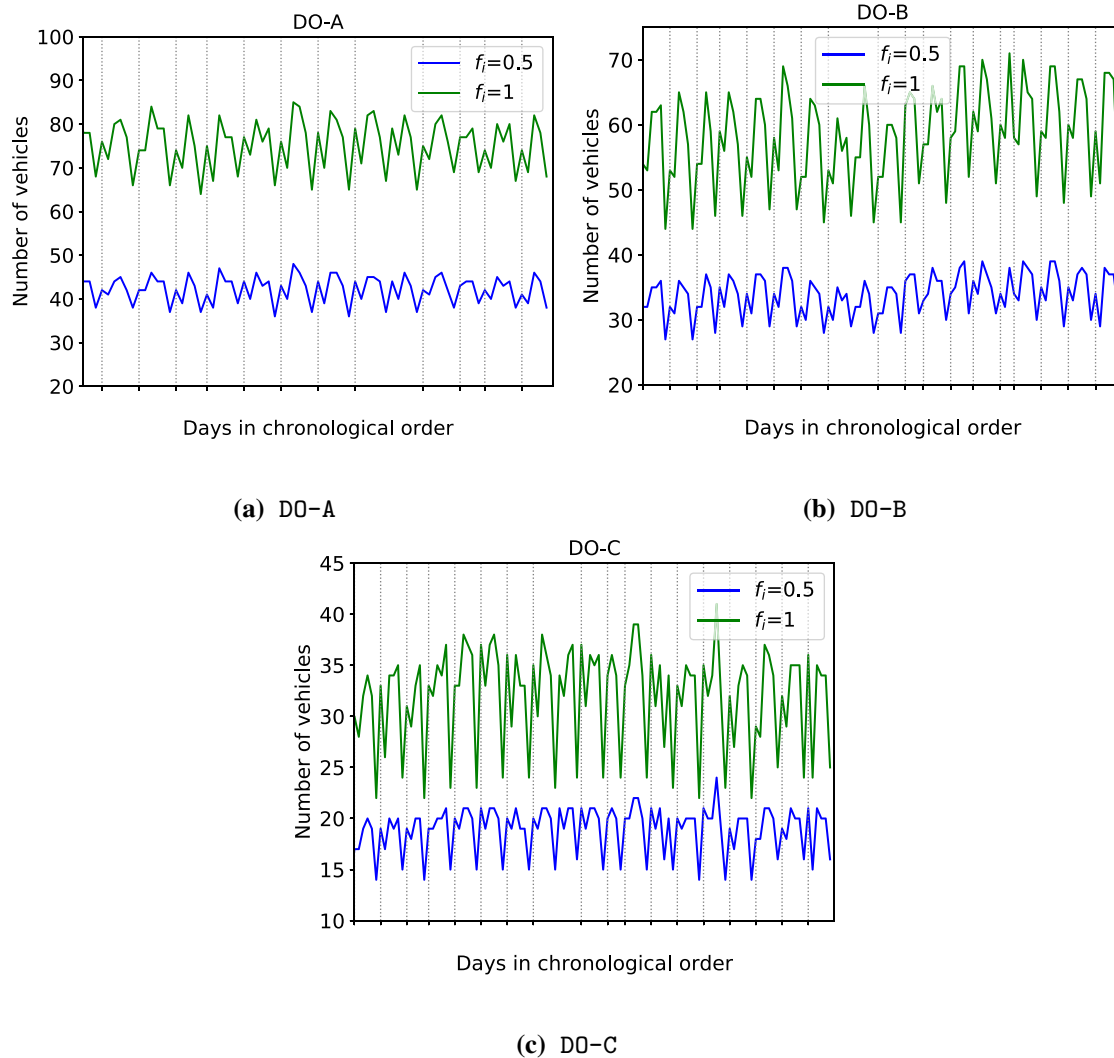 DO-A
100
90
80
70
60
50
40
30
20
Number of vehicles
f_i=0.5
f_i=1
Days in chronological order
(a) DO-A
DO-B
70
60
50
40
30
20
Number of vehicles
f_i=0.5
f_i=1
Days in chronological order
(b) DO-B
DO-C
45
40
35
30
25
20
15
10
Number of vehicles
f_i=0.5
f_i=1
Days in chronological order
(c) DO-C